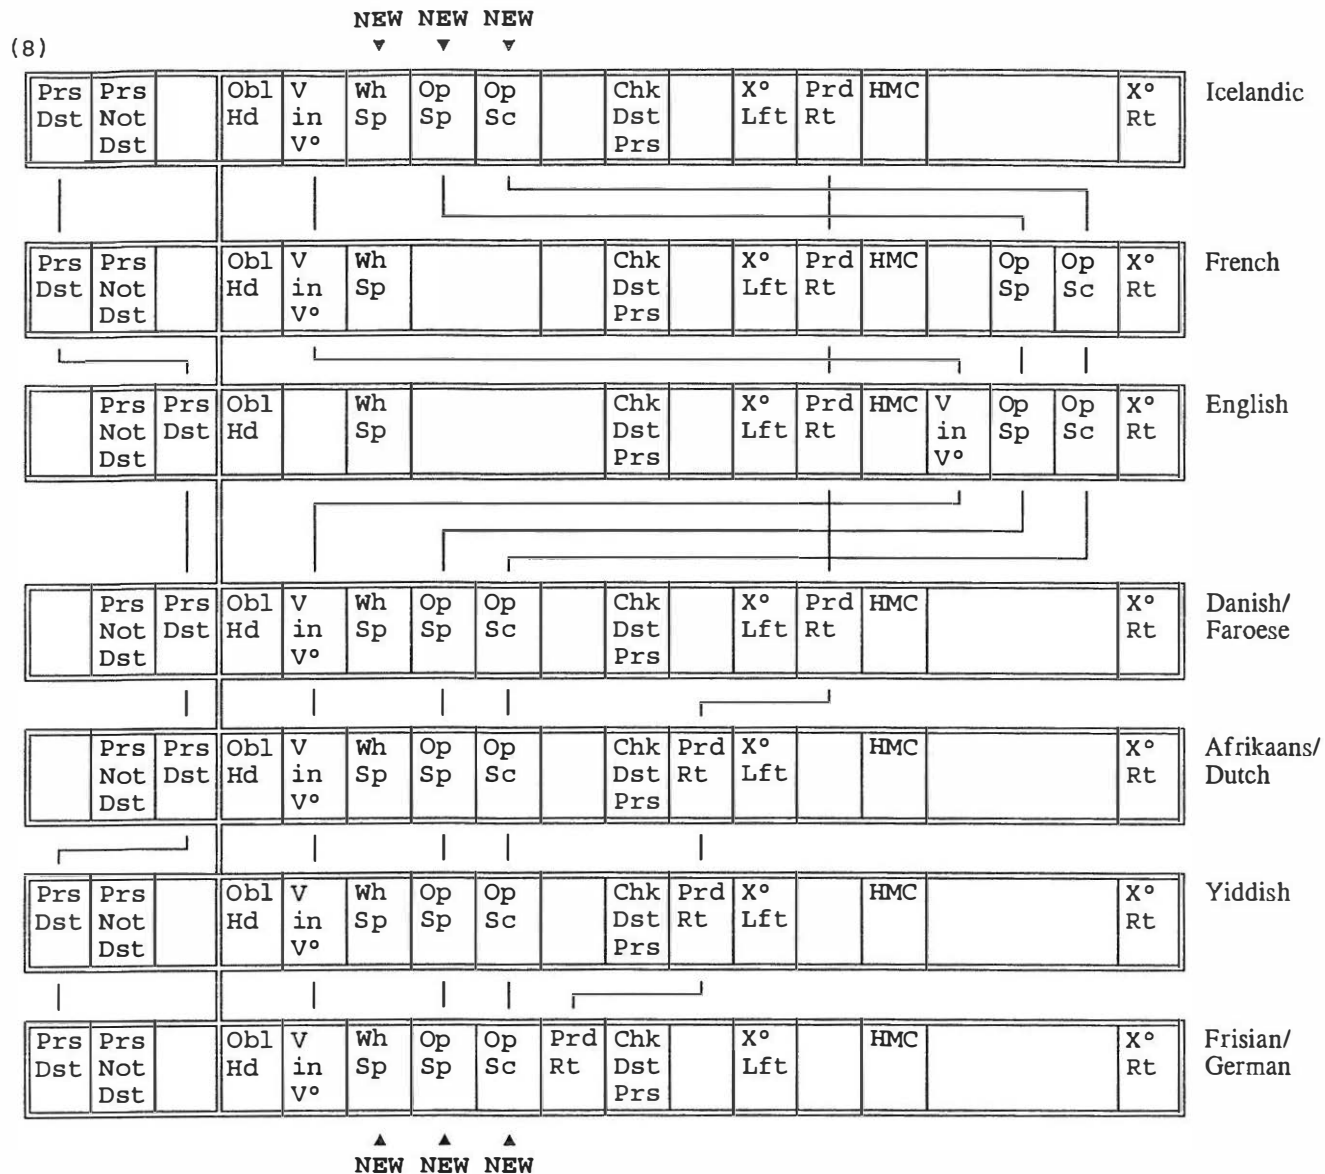 NEW NEW NEW
(8)
Prs Prs Obl V Wh Op Op Chk X° Prd HMC X° Icelandic
Dst Not Hd in Sp Sp Sc Dst Lft Rt Rt
Dst V° Prs
Prs Prs Obl V Wh Chk X° Prd HMC Op Op X° French
Dst Not Hd in Sp Dst Lft Rt Sp Sc Rt
Dst V° Prs
Prs Prs Obl Wh Chk X° Prd HMC V Op Op X° English
Not Dst Hd Sp Dst Lft Rt in Sp Sc Rt
Dst Prs V°
Prs Prs Obl V Wh Op Op Chk X° Prd HMC X° Danish/
Not Dst Hd in Sp Sp Sc Dst Lft Rt Rt Faroese
Dst V° Prs
Prs Prs Obl V Wh Op Op Chk Prd X° HMC X° Afrikaans/
Not Dst Hd in Sp Sp Sc Dst Rt Lft Rt Dutch
Dst V° Prs
Prs Prs Obl V Wh Op Op Chk Prd X° HMC X° Yiddish
Dst Not Hd in Sp Sp Sc Dst Rt Lft Rt
Dst V° Prs
Prs Prs Obl V Wh Op Op Prd Chk X° HMC X° Frisian/
Dst Not Hd in Sp Sp Sc Rt Dst Lft Rt German
Dst V° Prs
NEW NEW NEW